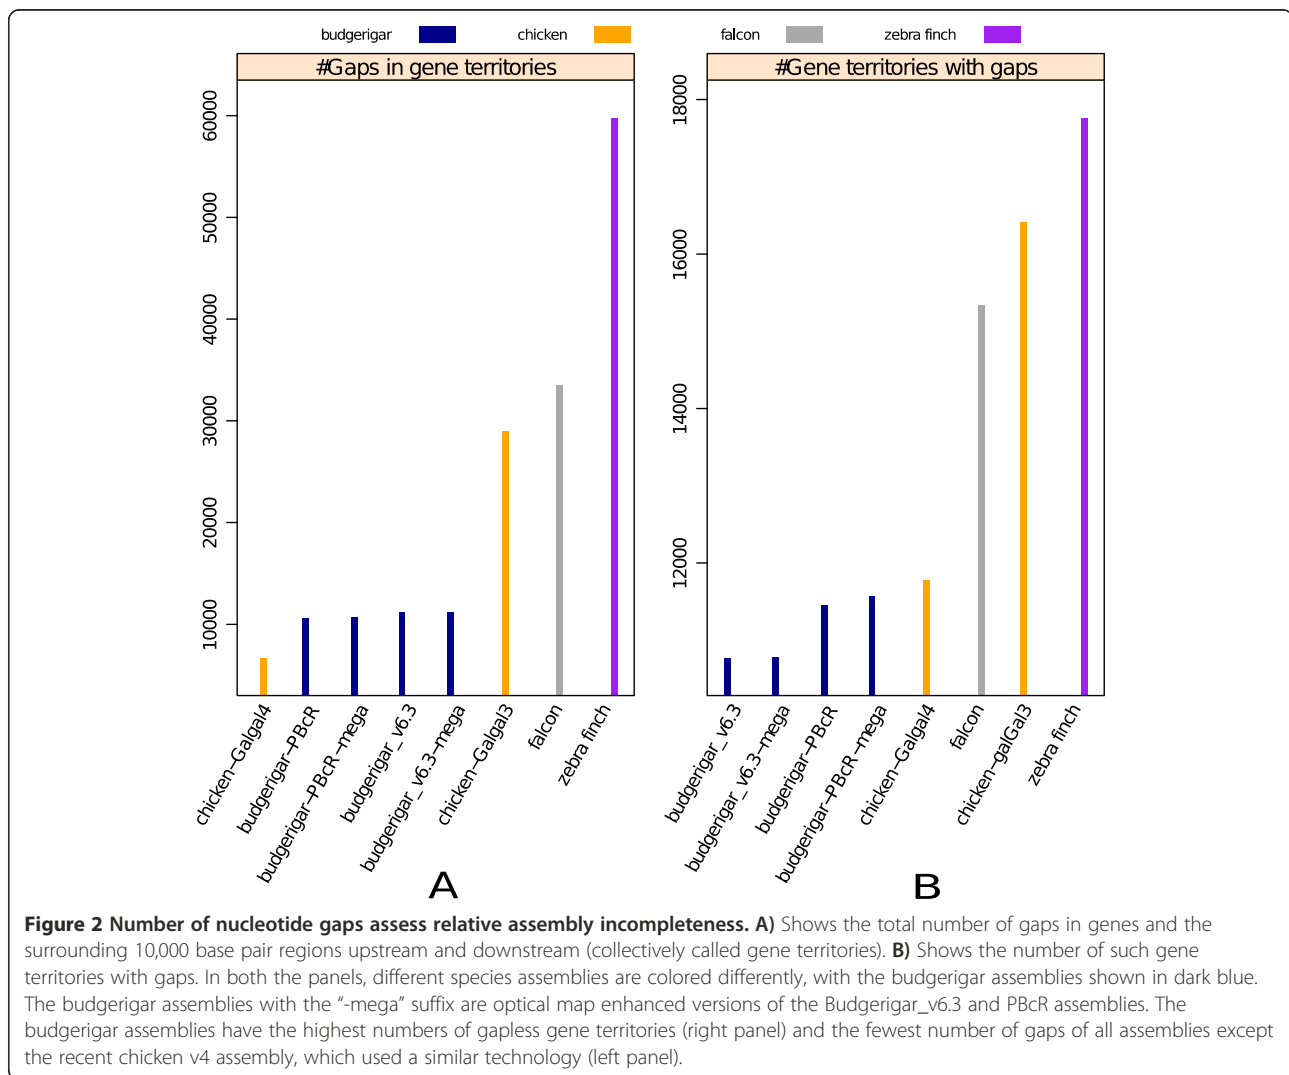 budgerigar chicken falcon zebra finch
#Gaps in gene territories
60000
50000
40000
30000
20000
10000
chicken−Galgal4
budgerigar−PBcR
budgerigar−PBcR−mega
budgerigar_v6.3
budgerigar_v6.3−mega
chicken−Galgal3
falcon
zebra finch
A
#Gene territories with gaps
18000
16000
14000
12000
budgerigar_v6.3
budgerigar_v6.3−mega
budgerigar−PBcR
budgerigar−PBcR−mega
chicken−Galgal4
falcon
chicken−galGal3
zebra finch
B
Figure 2 Number of nucleotide gaps assess relative assembly incompleteness. A) Shows the total number of gaps in genes and the
surrounding 10,000 base pair regions upstream and downstream (collectively called gene territories). B) Shows the number of such gene
territories with gaps. In both the panels, different species assemblies are colored differently, with the budgerigar assemblies shown in dark blue.
The budgerigar assemblies with the “-mega” suffix are optical map enhanced versions of the Budgerigar_v6.3 and PBcR assemblies. The
budgerigar assemblies have the highest numbers of gapless gene territories (right panel) and the fewest number of gaps of all assemblies except
the recent chicken v4 assembly, which used a similar technology (left panel).